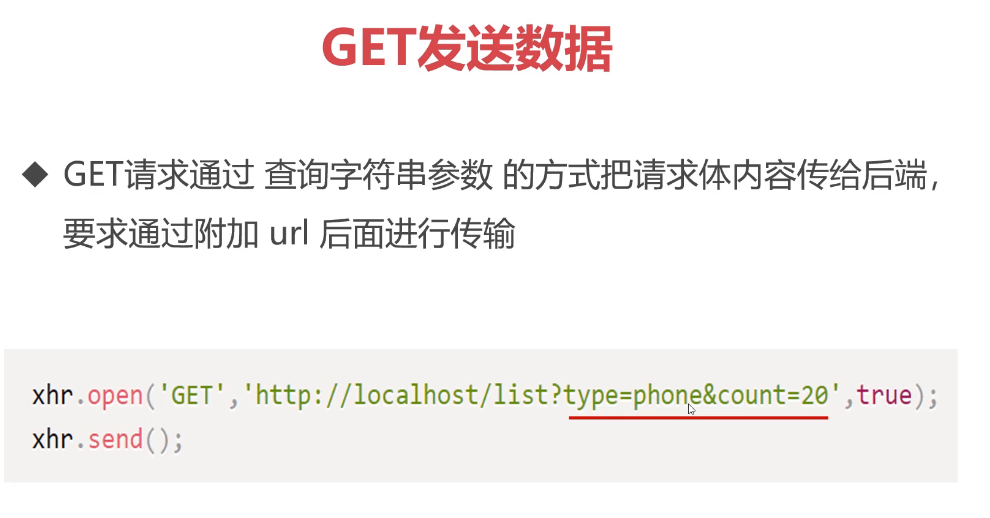 GET发送数据
◆ GET请求通过 查询字符串参数 的方式把请求体内容传给后端，
要求通过附加 url 后面进行传输
xhr.open('GET','http://localhost/list?type=phone&count=20',true);
xhr.send();